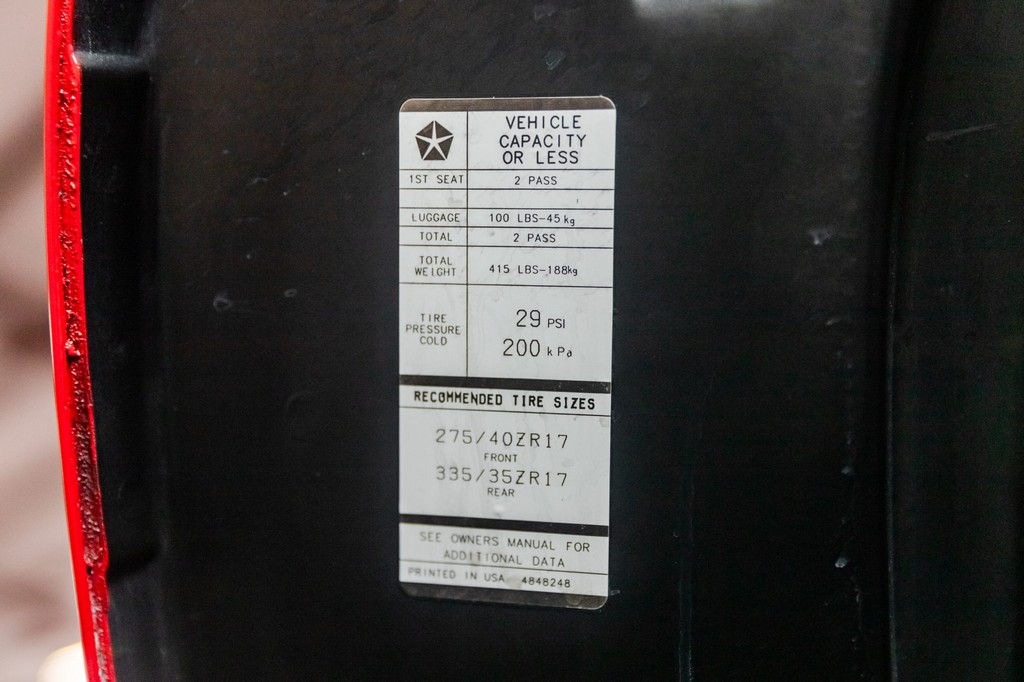 VEHICLE
CAPACITY
OR LESS
1ST SEAT 2 PASS
LUGGAGE 100 LBS-45kg
TOTAL 2 PASS
TOTAL
WEIGHT 415 LBS-188kg
TIRE
PRESSURE
COLD
29 PSI
200 kPa
RECOMMENDED TIRE SIZES
275/40ZR17
FRONT
335/35ZR17
REAR
SEE OWNERS MANUAL FOR
ADDITIONAL DATA
PRINTED IN USA 4848248